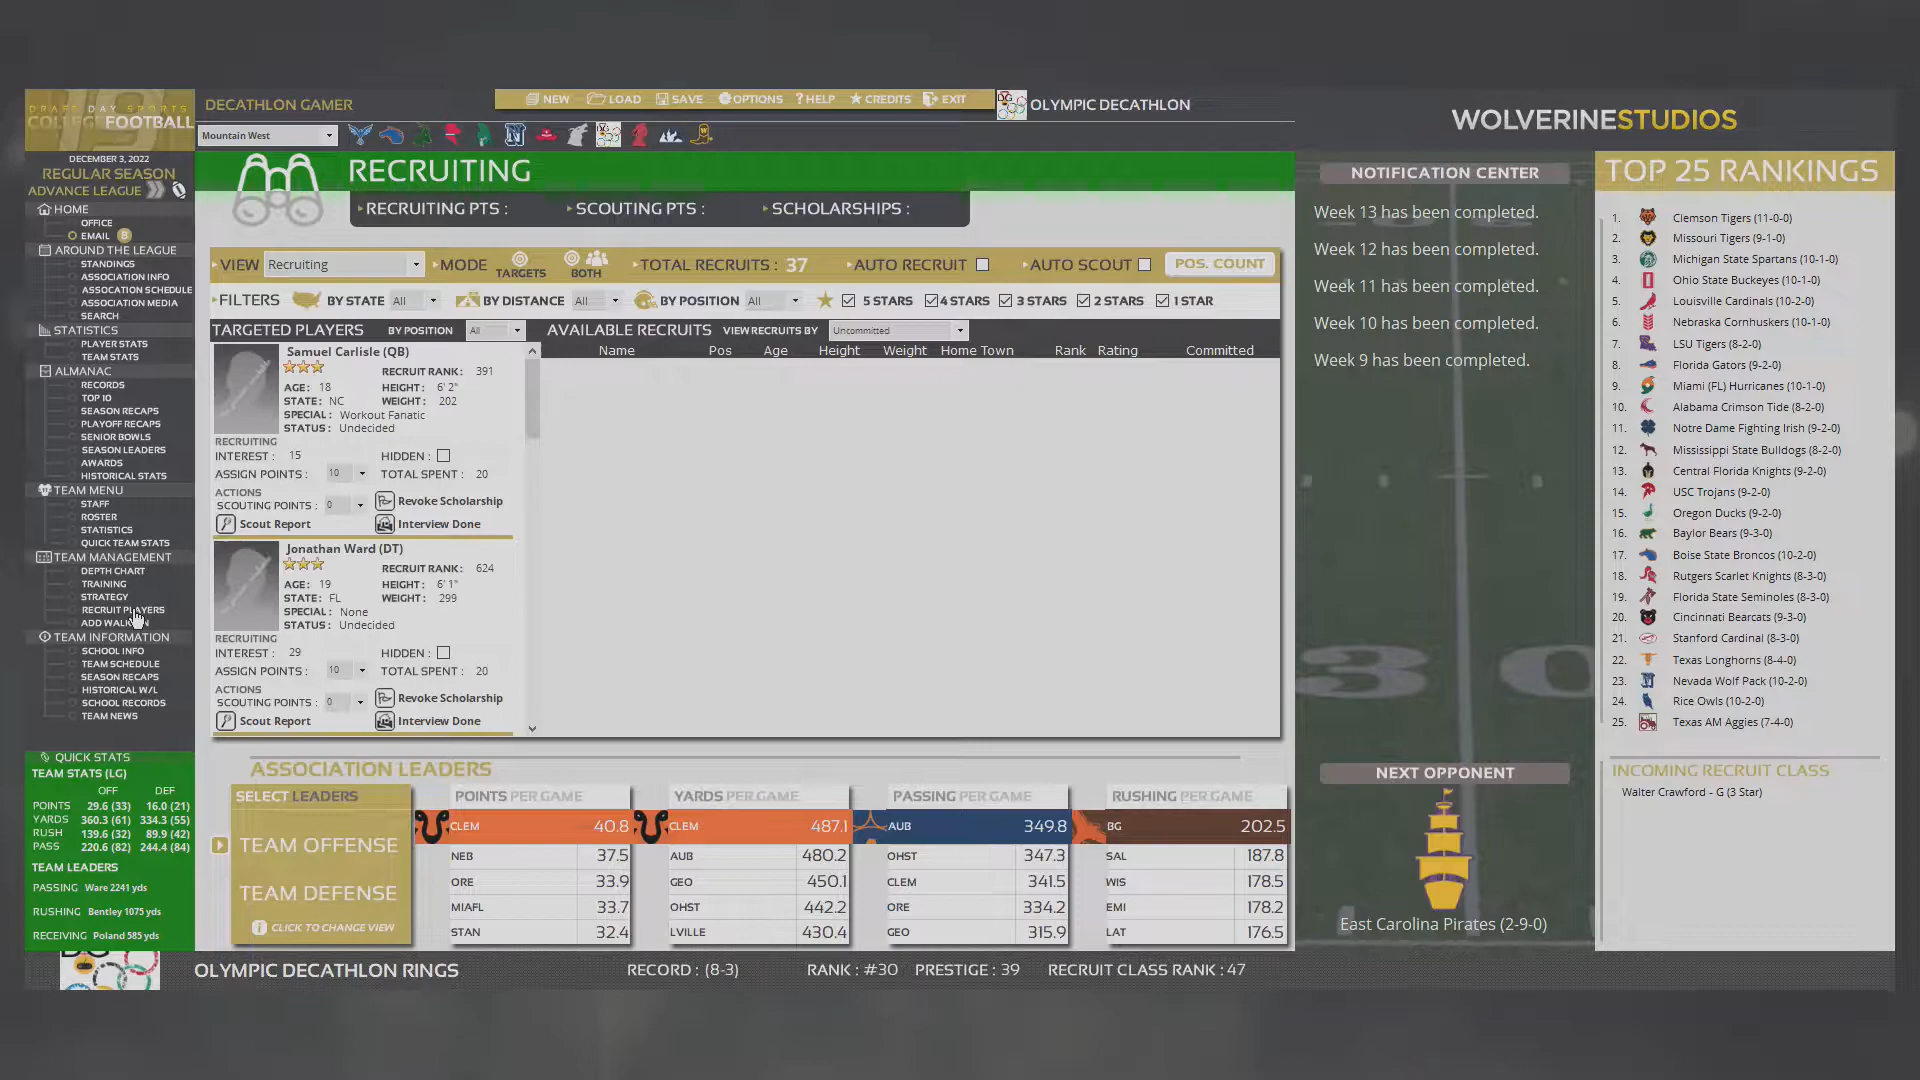 DRAFT DAY SPORTS
COLLEGE FOOTBALL
DECATHLON GAMER
NEW LOAD SAVE OPTIONS ? HELP CREDITS EXIT
OLYMPIC DECATHLON
Mountain West
WOLVERINESTUDIOS
DECEMBER 3, 2022
REGULAR SEASON
ADVANCE LEAGUE
HOME
OFFICE
EMAIL 8
AROUND THE LEAGUE
STANDINGS
ASSOCIATION INFO
ASSOCATION SCHEDULE
ASSOCIATION MEDIA
SEARCH
STATISTICS
PLAYER STATS
TEAM STATS
ALMANAC
RECORDS
TOP 10
SEASON RECAPS
PLAYOFF RECAPS
SENIOR BOWLS
SEASON LEADERS
AWARDS
HISTORICAL STATS
TEAM MENU
STAFF
ROSTER
STATISTICS
QUICK TEAM STATS
TEAM MANAGEMENT
DEPTH CHART
TRAINING
STRATEGY
RECRUIT PLAYERS
ADD WALK
TEAM INFORMATION
SCHOOL INFO
TEAM SCHEDULE
SEASON RECAPS
HISTORICAL W/L
SCHOOL RECORDS
TEAM NEWS
QUICK STATS
TEAM STATS (LG)
OFF DEF
POINTS 29.6 (33) 16.0 (21)
YARDS 360.3 (61) 334.3 (55)
RUSH 139.6 (32) 89.9 (42)
PASS 220.6 (82) 244.4 (84)
TEAM LEADERS
PASSING Ware 2241 yds
RUSHING Bentley 1075 yds
RECEIVING Poland 585 yds
RECRUITING
RECRUITING PTS : SCOUTING PTS : SCHOLARSHIPS :
VIEW Recruiting MODE TARGETS BOTH TOTAL RECRUITS : 37 AUTO RECRUIT AUTO SCOUT POS. COUNT
FILTERS BY STATE All BY DISTANCE All BY POSITION All 5 STARS 4 STARS 3 STARS 2 STARS 1 STAR
TARGETED PLAYERS BY POSITION All AVAILABLE RECRUITS VIEW RECRUITS BY Uncommitted
Name Pos Age Height Weight Home Town Rank Rating Committed
Samuel Carlisle (QB)
RECRUIT RANK: 391
AGE: 18 HEIGHT: 6' 2"
STATE: NC WEIGHT: 202
SPECIAL: Workout Fanatic
STATUS: Undecided
RECRUITING
INTEREST: 15 HIDDEN:
ASSIGN POINTS: 10 TOTAL SPENT : 20
ACTIONS
SCOUTING POINTS: 0 Revoke Scholarship
Scout Report Interview Done
Jonathan Ward (DT)
RECRUIT RANK: 624
AGE: 19 HEIGHT: 6' 1"
STATE: FL WEIGHT: 299
SPECIAL: None
STATUS: Undecided
RECRUITING
INTEREST: 29 HIDDEN:
ASSIGN POINTS: 10 TOTAL SPENT : 20
ACTIONS
SCOUTING POINTS: 0 Revoke Scholarship
Scout Report Interview Done
ASSOCIATION LEADERS
SELECT LEADERS
TEAM OFFENSE
TEAM DEFENSE
CLICK TO CHANGE VIEW
POINTS PER GAME
CLEM 40.8
NEB 37.5
ORE 33.9
MIAFL 33.7
STAN 32.4
YARDS PER GAME
CLEM 487.1
AUB 480.2
GEO 450.1
OHST 442.2
LVILLE 430.4
PASSING PER GAME
AUB 349.8
OHST 347.3
CLEM 341.5
ORE 334.2
GEO 315.9
RUSHING PER GAME
BG 202.5
SAL 187.8
WIS 178.5
EMI 178.2
LAT 176.5
NOTIFICATION CENTER
Week 13 has been completed.
Week 12 has been completed.
Week 11 has been completed.
Week 10 has been completed.
Week 9 has been completed.
NEXT OPPONENT
East Carolina Pirates (2-9-0)
TOP 25 RANKINGS
1. Clemson Tigers (11-0-0)
2. Missouri Tigers (9-1-0)
3. Michigan State Spartans (10-1-0)
4. Ohio State Buckeyes (10-1-0)
5. Louisville Cardinals (10-2-0)
6. Nebraska Cornhuskers (10-1-0)
7. LSU Tigers (8-2-0)
8. Florida Gators (9-2-0)
9. Miami (FL) Hurricanes (10-1-0)
10. Alabama Crimson Tide (8-2-0)
11. Notre Dame Fighting Irish (9-2-0)
12. Mississippi State Bulldogs (8-2-0)
13. Central Florida Knights (9-2-0)
14. USC Trojans (9-2-0)
15. Oregon Ducks (9-2-0)
16. Baylor Bears (9-3-0)
17. Boise State Broncos (10-2-0)
18. Rutgers Scarlet Knights (8-3-0)
19. Florida State Seminoles (8-3-0)
20. Cincinnati Bearcats (9-3-0)
21. Stanford Cardinal (8-3-0)
22. Texas Longhorns (8-4-0)
23. Nevada Wolf Pack (10-2-0)
24. Rice Owls (10-2-0)
25. Texas AM Aggies (7-4-0)
INCOMING RECRUIT CLASS
Walter Crawford - G (3 Star)
OLYMPIC DECATHLON RINGS RECORD : (8-3) RANK : #30 PRESTIGE : 39 RECRUIT CLASS RANK : 47